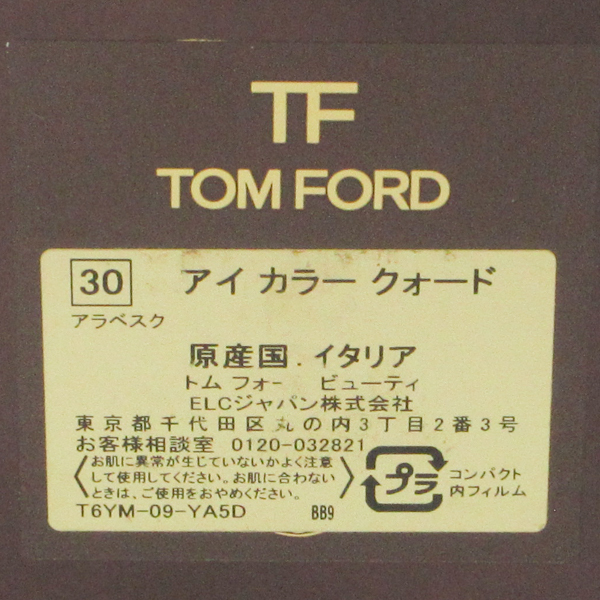 TF
TOM FORD
30 アイ カラー クォード
アラベスク
原産国.イタリア
トム フォー ビューティ
ELCジャパン株式会社
東京都千代田区丸の内3丁目2番3号
お客様相談室 0120-032821
お肌に異常が生じていないかよく注意
して使用してください。お肌に合わない
ときは、ご使用をおやめください。
プラ
コンパクト
内フィルム
T6YM-09-YA5D BB9